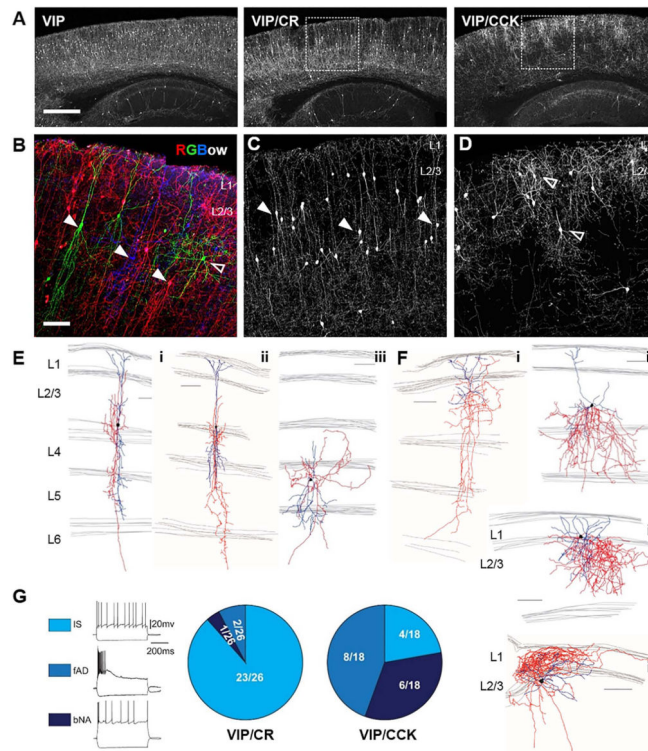 A VIP VIP/CR VIP/CCK
B RGBow L1 L2/3
C L1 L2/3
D L2/3
E i ii iii
L1
L2/3
L4
L5
L6
F i
L1
L2/3
L1
L2/3
G
IS
20mv
200ms
fAD
bNA
1/26 2/26
23/26
VIP/CR
4/18
8/18
6/18
VIP/CCK